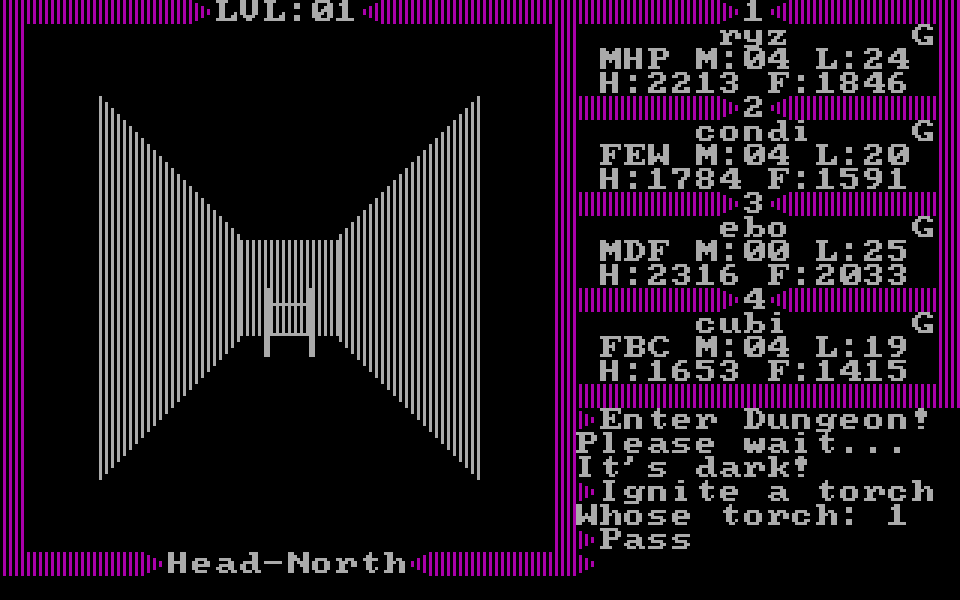 LVL:01
1
ryz G
MHP M:04 L:24
H:2213 F:1846
2
condi G
FEW M:04 L:20
H:1784 F:1591
3
ebo G
MDF M:00 L:25
H:2316 F:2033
4
cubi G
FBC M:04 L:19
H:1653 F:1415
Enter Dungeon!
Please wait...
It's dark!
Ignite a torch
Whose torch: 1
Pass
Head-North